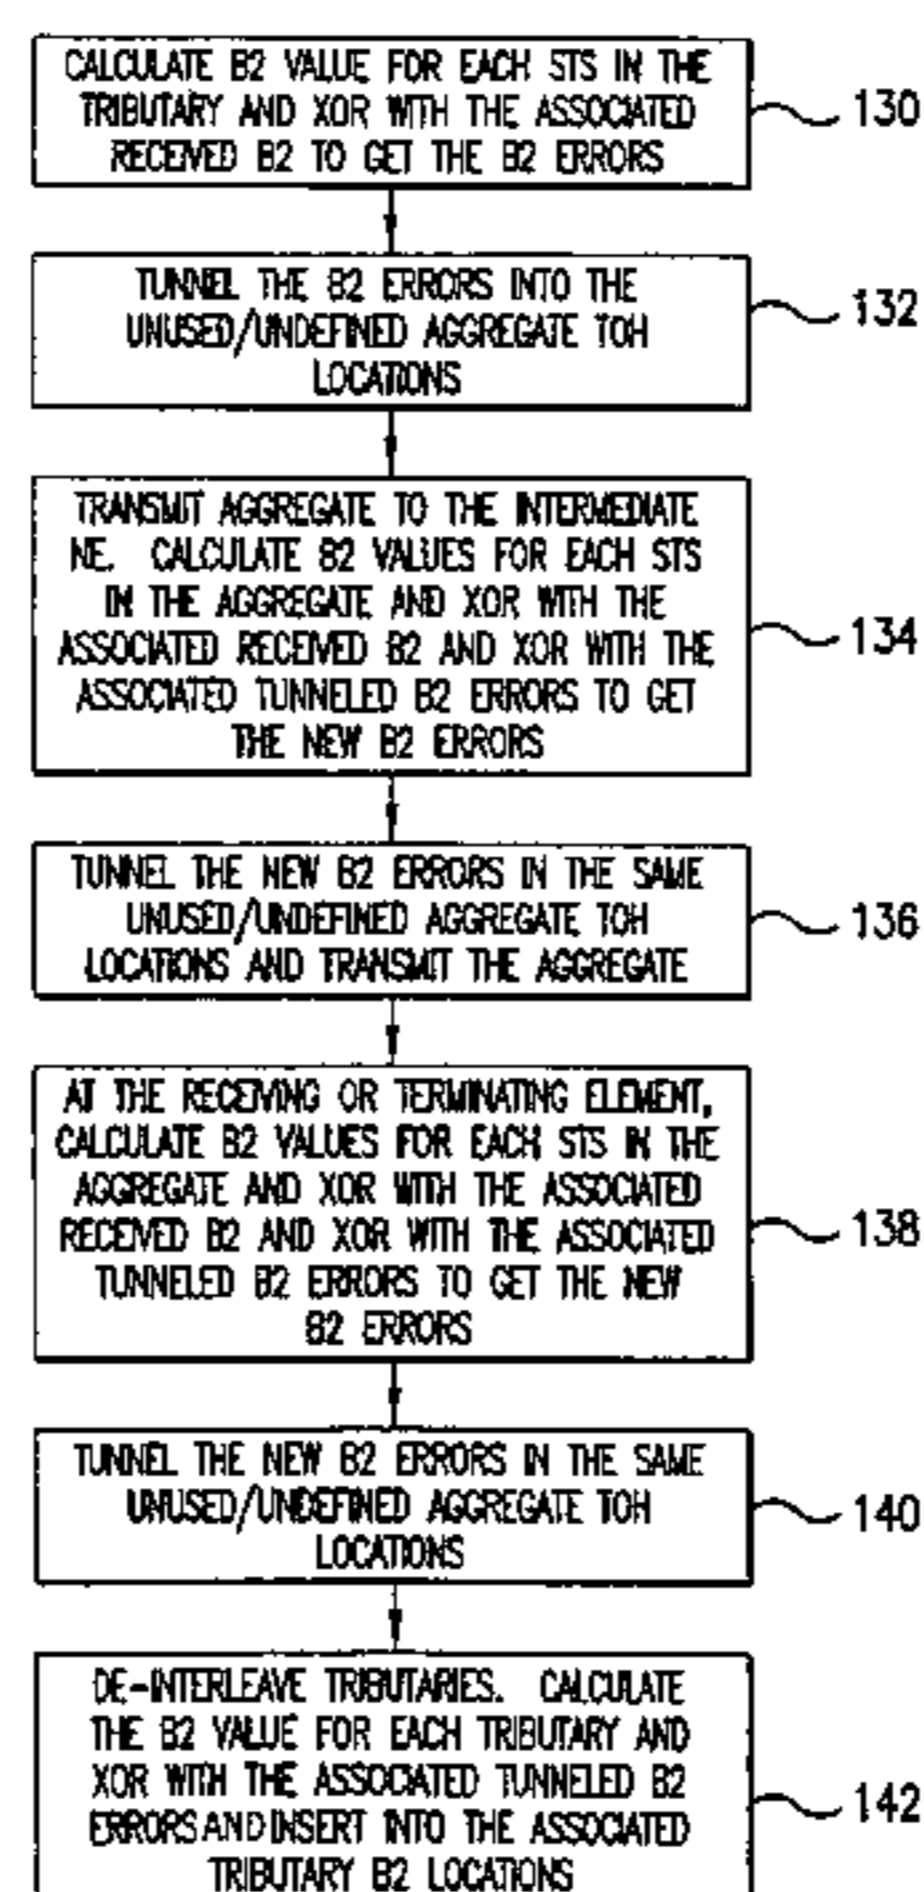 CALCULATE B2 VALUE FOR EACH STS IN THE
TRIBUTARY AND XOR WITH THE ASSOCIATED
RECEIVED B2 TO GET THE B2 ERRORS
130
TUNNEL THE B2 ERRORS INTO THE
UNUSED/UNDEFINED AGGREGATE TOH
LOCATIONS
132
TRANSMIT AGGREGATE TO THE INTERMEDIATE
NE. CALCULATE B2 VALUES FOR EACH STS
IN THE AGGREGATE AND XOR WITH THE
ASSOCIATED RECEIVED B2 AND XOR WITH THE
ASSOCIATED TUNNELED B2 ERRORS TO GET
THE NEW B2 ERRORS
134
TUNNEL THE NEW B2 ERRORS IN THE SAME
UNUSED/UNDEFINED AGGREGATE TOH
LOCATIONS AND TRANSMIT THE AGGREGATE
136
AT THE RECEIVING OR TERMINATING ELEMENT,
CALCULATE B2 VALUES FOR EACH STS IN THE
AGGREGATE AND XOR WITH THE ASSOCIATED
RECEIVED B2 AND XOR WITH THE ASSOCIATED
TUNNELED B2 ERRORS TO GET THE NEW
B2 ERRORS
138
TUNNEL THE NEW B2 ERRORS IN THE SAME
UNUSED/UNDEFINED AGGREGATE TOH
LOCATIONS
140
DE-INTERLEAVE TRIBUTARIES. CALCULATE
THE B2 VALUE FOR EACH TRIBUTARY AND
XOR WITH THE ASSOCIATED TUNNELED B2
ERRORS AND INSERT INTO THE ASSOCIATED
TRIBUTARY B2 LOCATIONS
142